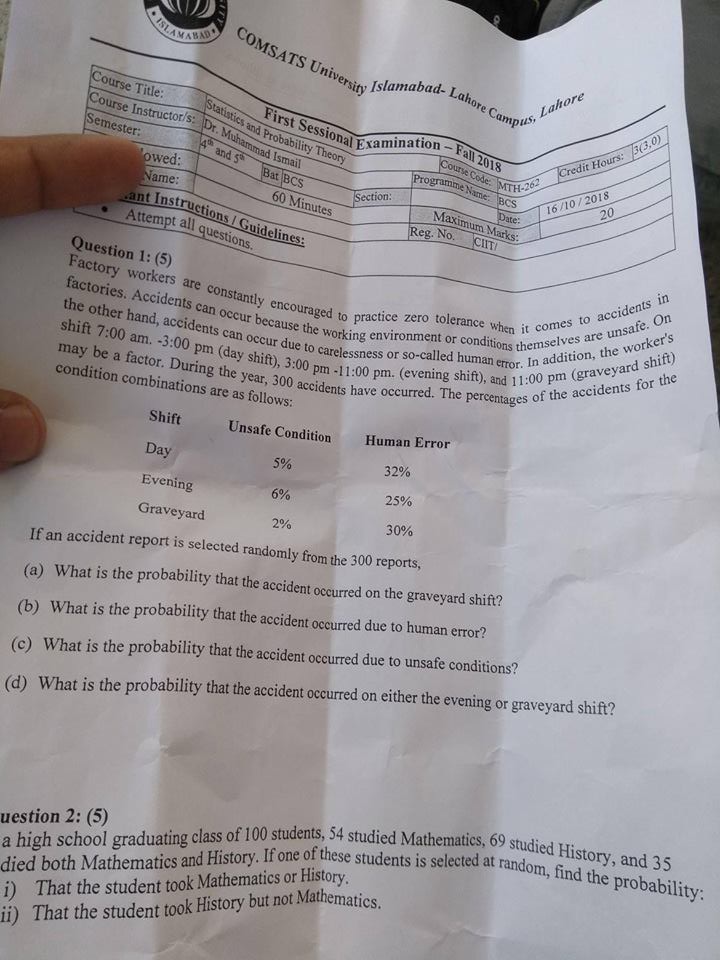 ISLAMABAD
COMSATS University Islamabad- Lahore Campus, Lahore
First Sessional Examination – Fall 2018
Course Title: Statistics and Probability Theory Course Code: MTH-262 Credit Hours: 3(3,0)
Course Instructor/s: Dr. Muhammad Ismail Programme Name: BCS
Semester: 4th and 5th Bat BCS Section: Date: 16 /10 / 2018
owed: 60 Minutes Maximum Marks: 20
Name: Reg. No. CIIT/
ant Instructions / Guidelines:
• Attempt all questions.
Question 1: (5)
Factory workers are constantly encouraged to practice zero tolerance when it comes to accidents in
factories. Accidents can occur because the working environment or conditions themselves are unsafe. On
the other hand, accidents can occur due to carelessness or so-called human error. In addition, the worker's
shift 7:00 am. -3:00 pm (day shift), 3:00 pm -11:00 pm. (evening shift), and 11:00 pm (graveyard shift)
may be a factor. During the year, 300 accidents have occurred. The percentages of the accidents for the
condition combinations are as follows:
Shift Unsafe Condition Human Error
Day 5% 32%
Evening 6% 25%
Graveyard 2% 30%
If an accident report is selected randomly from the 300 reports,
(a) What is the probability that the accident occurred on the graveyard shift?
(b) What is the probability that the accident occurred due to human error?
(c) What is the probability that the accident occurred due to unsafe conditions?
(d) What is the probability that the accident occurred on either the evening or graveyard shift?
uestion 2: (5)
a high school graduating class of 100 students, 54 studied Mathematics, 69 studied History, and 35
died both Mathematics and History. If one of these students is selected at random, find the probability:
i) That the student took Mathematics or History.
ii) That the student took History but not Mathematics.